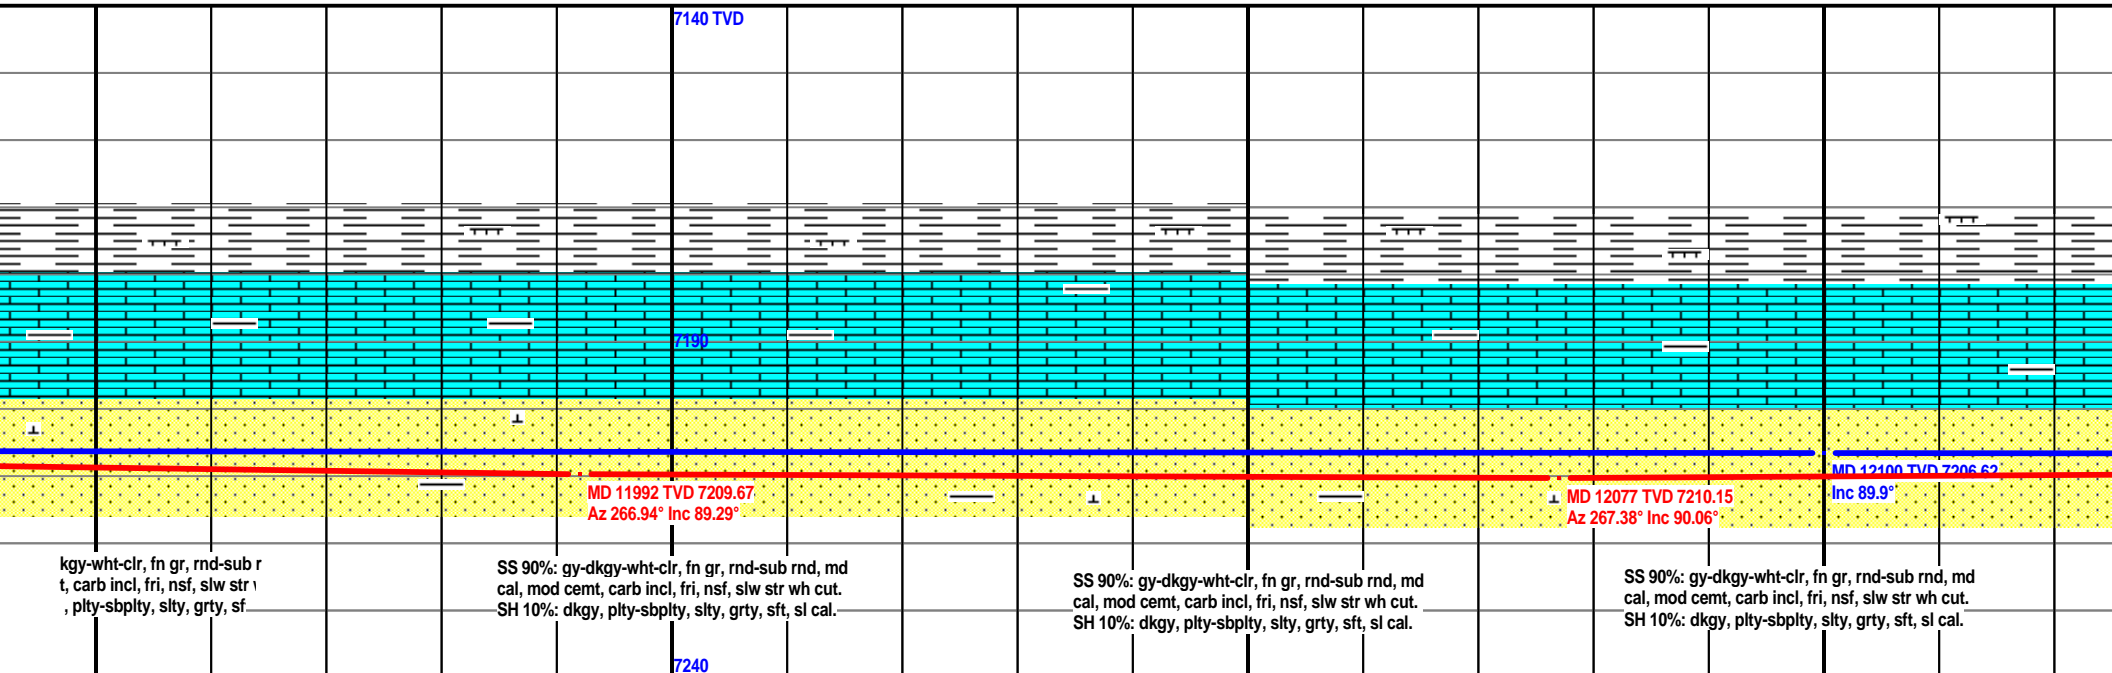 7140 TVD
7190
MD 11992 TVD 7209.67
Az 266.94° Inc 89.29°
MD 12077 TVD 7210.15
Az 267.38° Inc 90.06°
MD 12100 TVD 7206.62
Inc 89.9°
kgy-wht-clr, fn gr, rnd-sub r
t, carb incl, fri, nsf, slw str
, plty-sbplty, slty, grty, sf
SS 90%: gy-dkgy-wht-clr, fn gr, rnd-sub rnd, md
cal, mod cemt, carb incl, fri, nsf, slw str wh cut.
SH 10%: dkgy, plty-sbplty, slty, grty, sft, sl cal.
SS 90%: gy-dkgy-wht-clr, fn gr, rnd-sub rnd, md
cal, mod cemt, carb incl, fri, nsf, slw str wh cut.
SH 10%: dkgy, plty-sbplty, slty, grty, sft, sl cal.
SS 90%: gy-dkgy-wht-clr, fn gr, rnd-sub rnd, md
cal, mod cemt, carb incl, fri, nsf, slw str wh cut.
SH 10%: dkgy, plty-sbplty, slty, grty, sft, sl cal.
7240